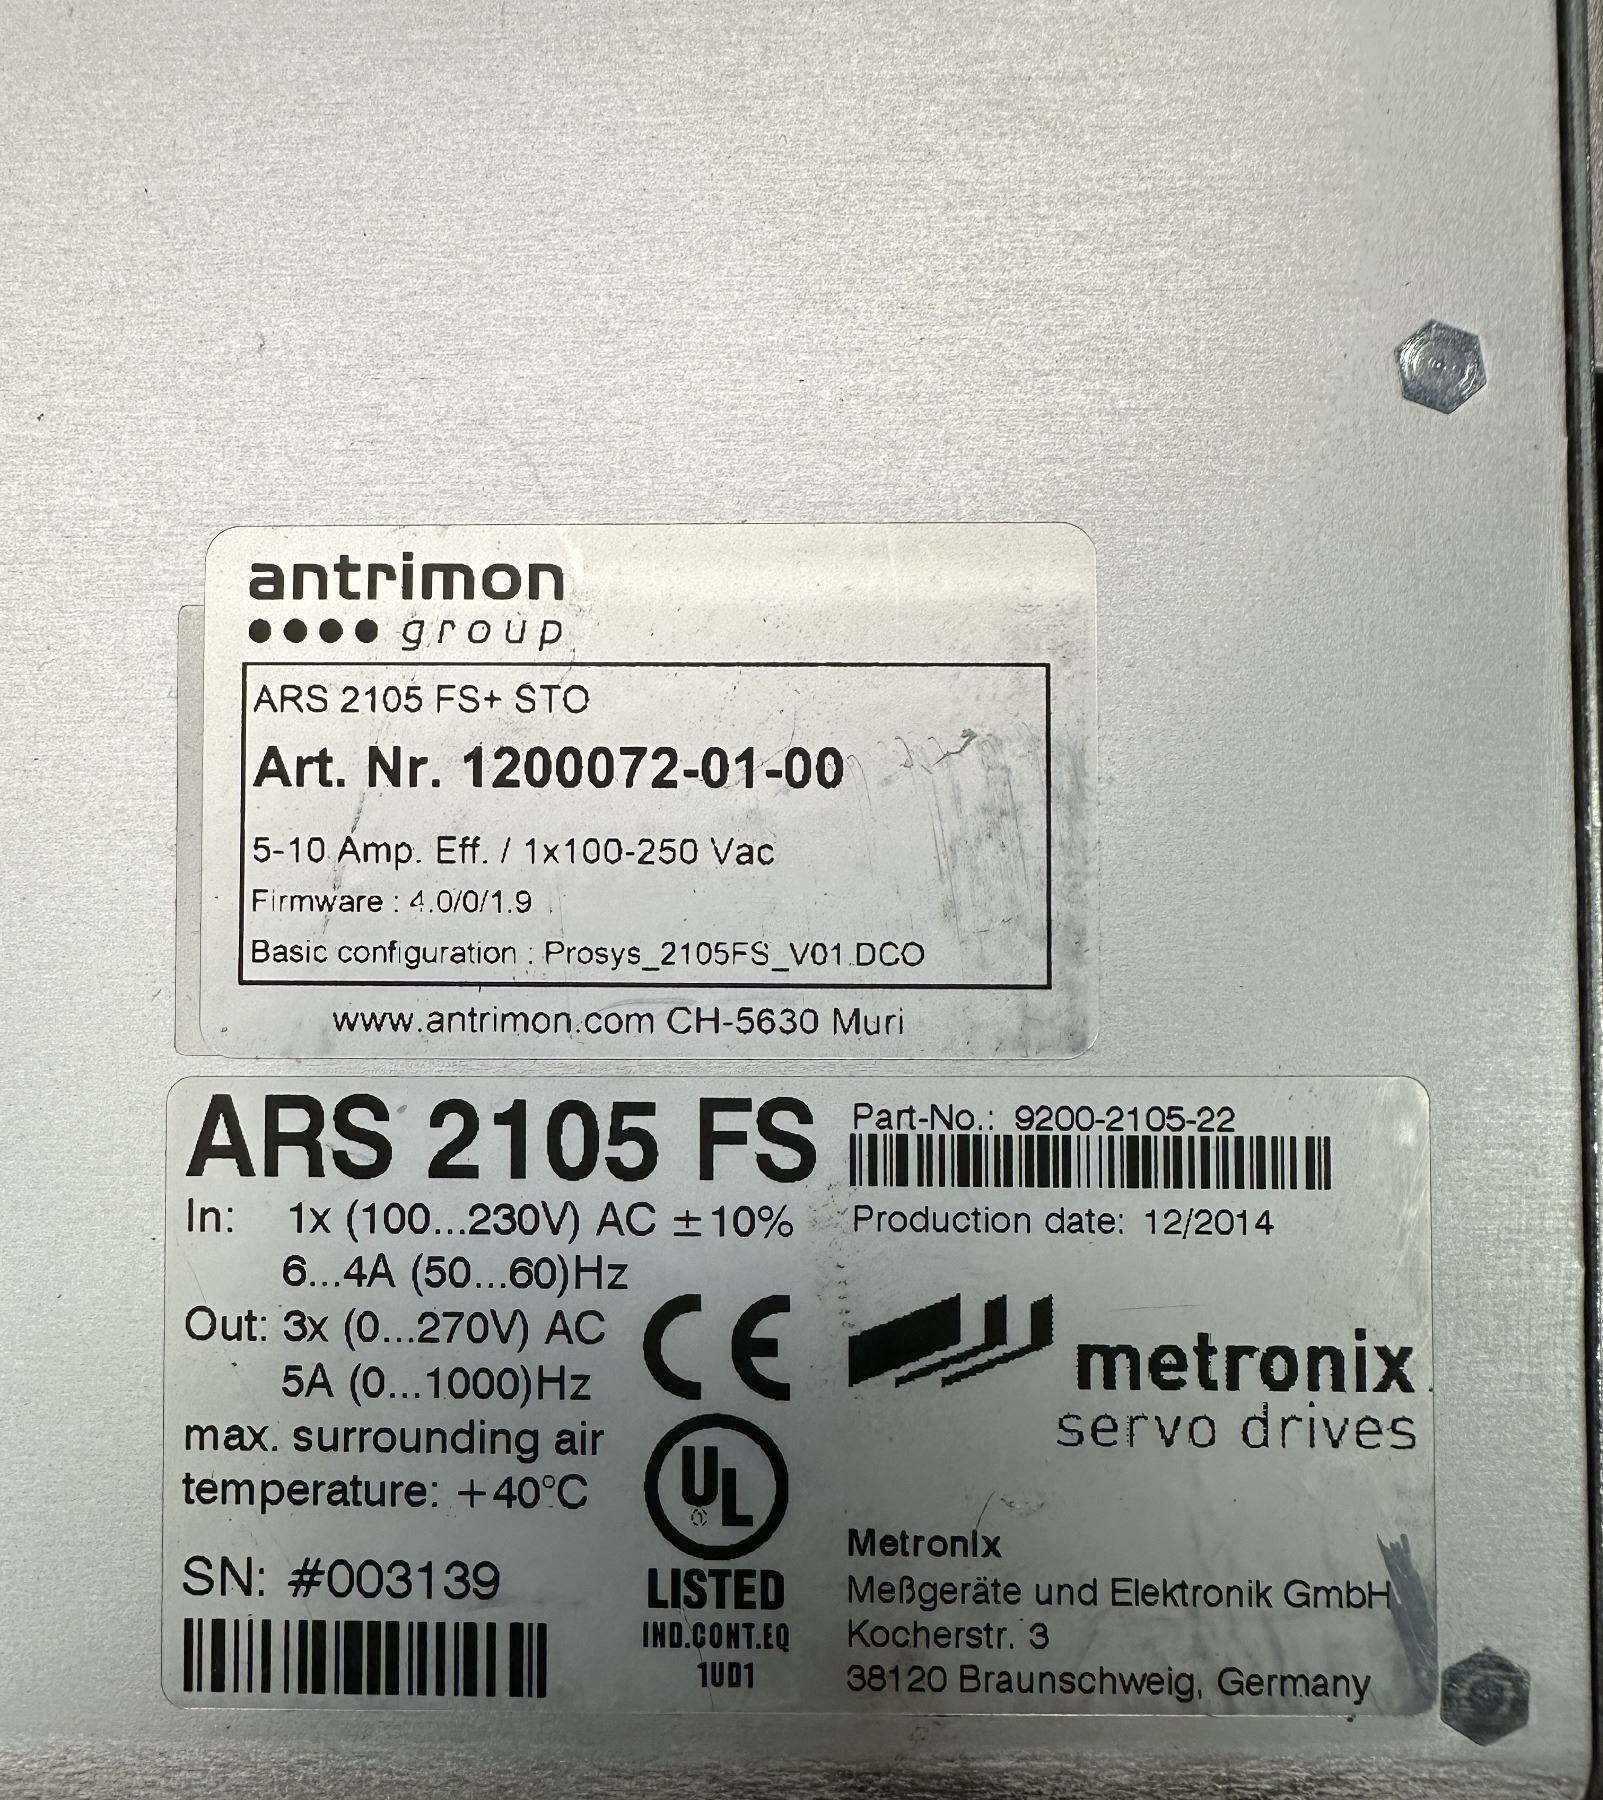 antrimon
group
ARS 2105 FS+ STO
Art. Nr. 1200072-01-00
5-10 Amp. Eff. / 1x100-250 Vac
Firmware : 4.0/0/1.9
Basic configuration : Prosys_2105FS_V01.DCO
www.antrimon.com CH-5630 Muri
ARS 2105 FS
Part-No.: 9200-2105-22
In: 1x (100...230V) AC ±10%
Production date: 12/2014
6...4A (50...60)Hz
Out: 3x (0...270V) AC
5A (0...1000)Hz
CE
metronix
servo drives
max. surrounding air
temperature: +40°C
UL
LISTED
IND.CONT.EQ
1UD1
SN: #003139
Metronix
Meßgeräte und Elektronik GmbH
Kocherstr. 3
38120 Braunschweig, Germany